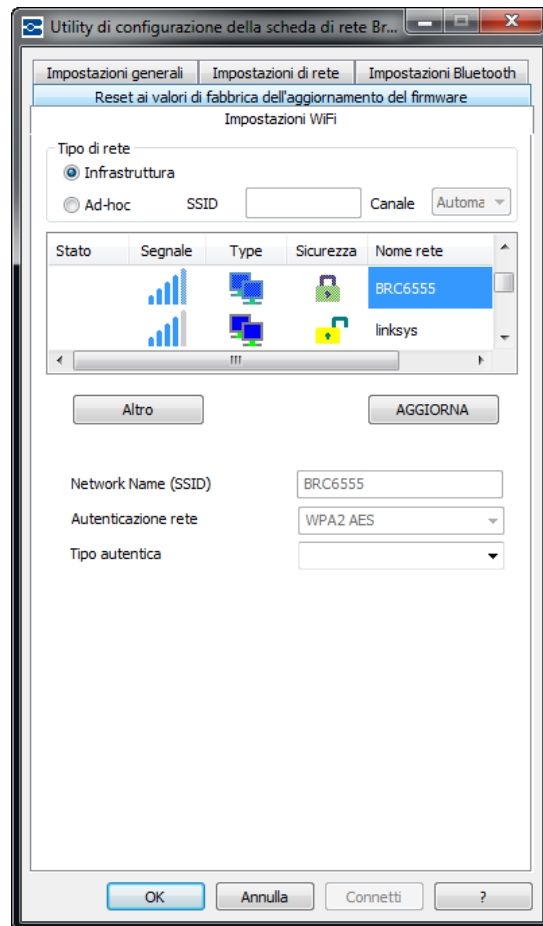 Utility di configurazione della scheda di rete Br...
Impostazioni generali Impostazioni di rete Impostazioni Bluetooth
Reset ai valori di fabbrica dell'aggiornamento del firmware
Impostazioni WiFi
Tipo di rete
Infrastruttura
Ad-hoc SSID Canale Automa
Stato Segnale Type Sicurezza Nome rete
BRC6555
linksys
Altro AGGIORNA
Network Name (SSID) BRC6555
Autenticazione rete WPA2 AES
Tipo autentica
OK Annulla Connetti ?